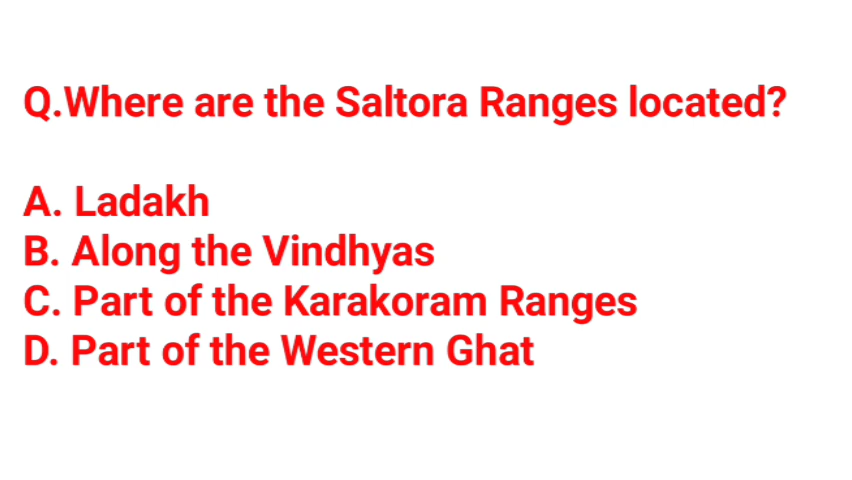 Q.Where are the Saltora Ranges located?
A. Ladakh
B. Along the Vindhyas
C. Part of the Karakoram Ranges
D. Part of the Western Ghat